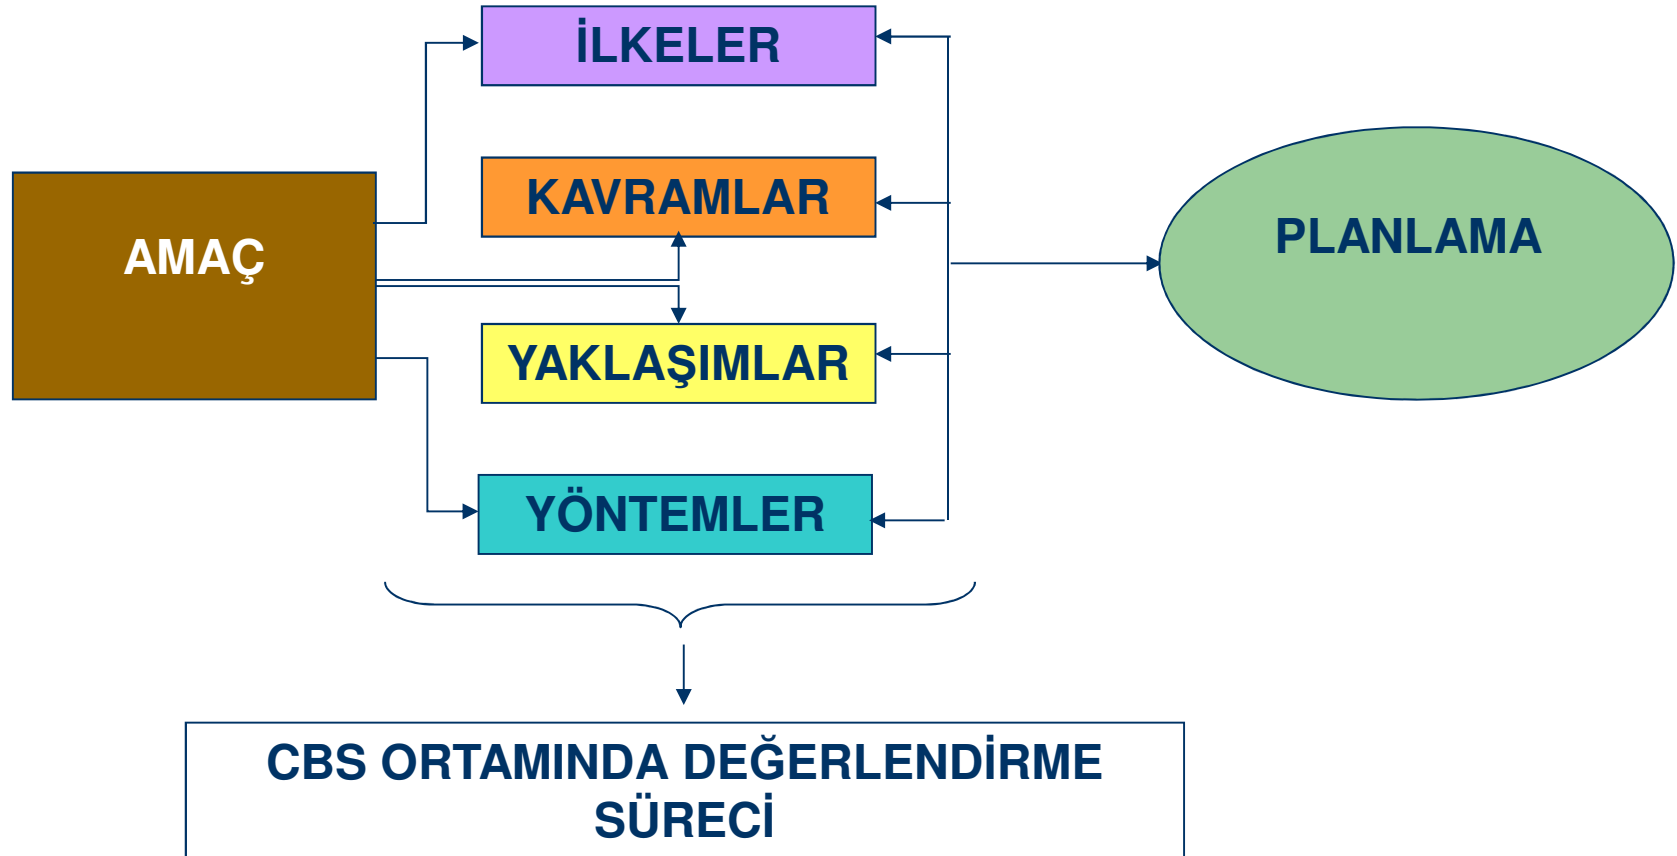 İLKELER
KAVRAMLAR
AMAÇ
PLANLAMA
YAKLAŞIMLAR
YÖNTEMLER
CBS ORTAMINDA DEĞERLENDİRME
SÜRECİ